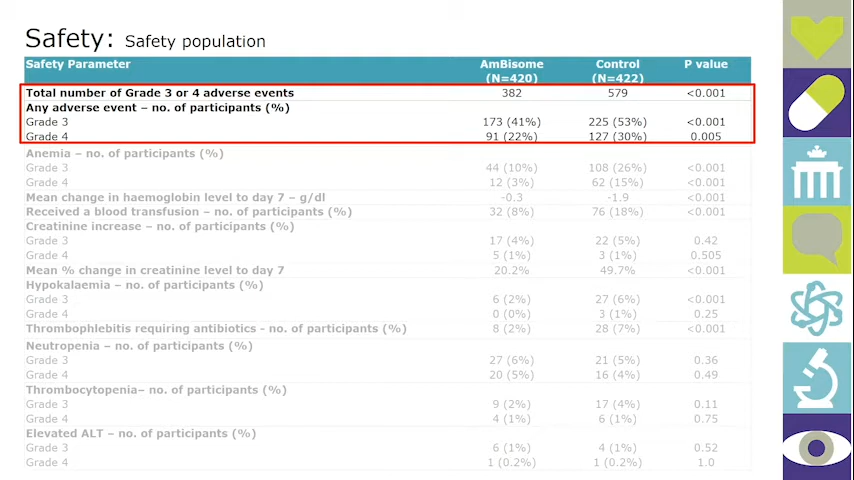 Safety: Safety population
Safety Parameter AmBisome (N=420) Control (N=422) P value
Total number of Grade 3 or 4 adverse events 382 579 <0.001
Any adverse event – no. of participants (%)
Grade 3 173 (41%) 225 (53%) <0.001
Grade 4 91 (22%) 127 (30%) 0.005
Anemia – no. of participants (%)
Grade 3 44 (10%) 108 (26%) <0.001
Grade 4 12 (3%) 62 (15%) <0.001
Mean change in haemoglobin level to day 7 – g/dl -0.3 -1.9 <0.001
Received a blood transfusion – no. of participants (%) 32 (8%) 76 (18%) <0.001
Creatinine increase – no. of participants (%)
Grade 3 17 (4%) 22 (5%) 0.42
Grade 4 5 (1%) 3 (1%) 0.505
Mean % change in creatinine level to day 7 20.2% 49.7% <0.001
Hypokalaemia – no. of participants (%)
Grade 3 6 (2%) 27 (6%) <0.001
Grade 4 0 (0%) 3 (1%) 0.25
Thrombophlebitis requiring antibiotics - no. of participants (%) 8 (2%) 28 (7%) <0.001
Neutropenia – no. of participants (%)
Grade 3 27 (6%) 21 (5%) 0.36
Grade 4 20 (5%) 16 (4%) 0.49
Thrombocytopenia– no. of participants (%)
Grade 3 9 (2%) 17 (4%) 0.11
Grade 4 4 (1%) 6 (1%) 0.75
Elevated ALT – no. of participants (%)
Grade 3 6 (1%) 4 (1%) 0.52
Grade 4 1 (0.2%) 1 (0.2%) 1.0